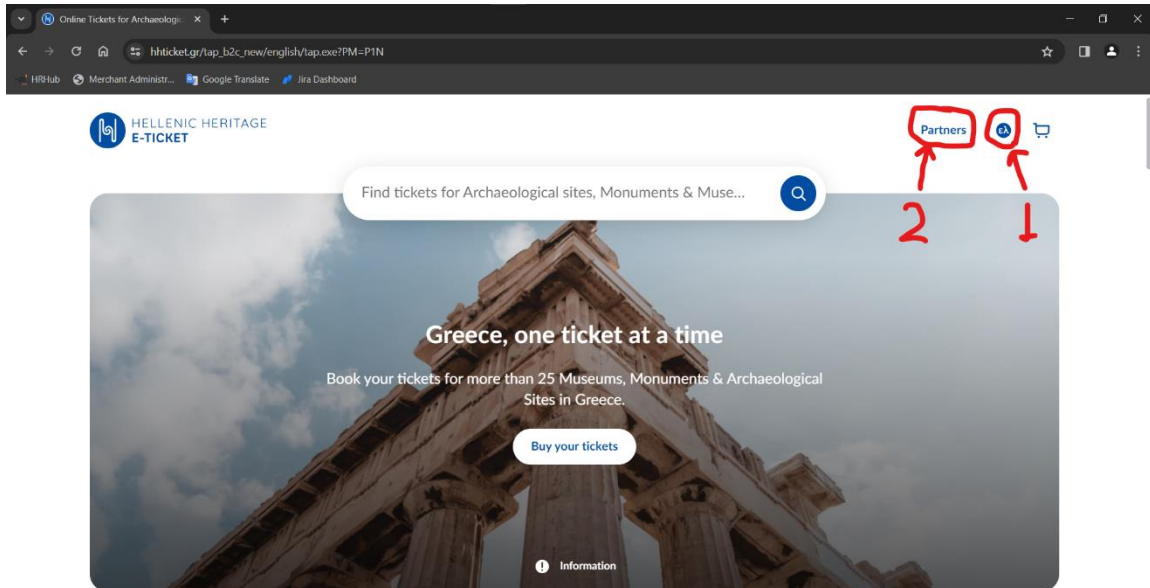 Online Tickets for Archaeologic
hhticket.gr/tap_b2c_new/english/tap.exe?PM=P1N
HRHub Merchant Administr... Google Translate Jira Dashboard
HELLENIC HERITAGE
E-TICKET
Partners ελ
Find tickets for Archaeological sites, Monuments & Muse...
2 1
Greece, one ticket at a time
Book your tickets for more than 25 Museums, Monuments & Archaeological
Sites in Greece.
Buy your tickets
Information